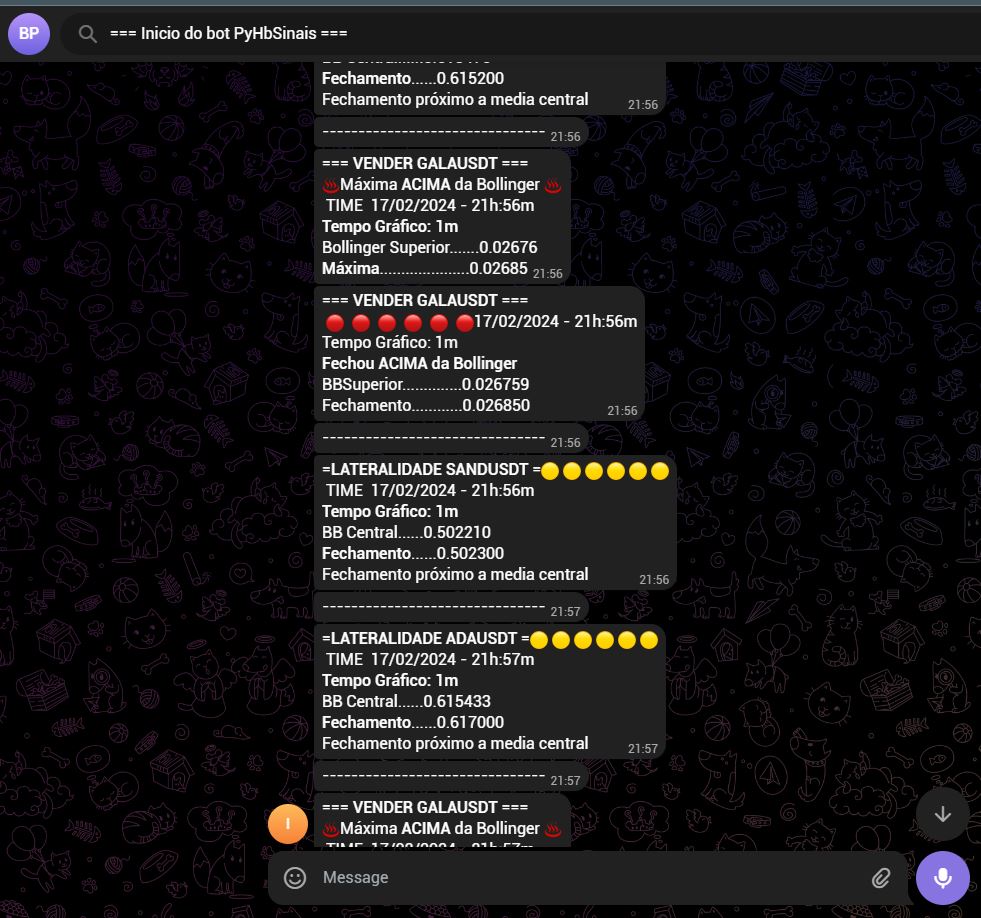 BP
=== Inicio do bot PyHbSinais ===
Fechamento......0.615200
Fechamento próximo a media central
21:56
-------------------------------
21:56
=== VENDER GALAUSDT ===
♨️Máxima ACIMA da Bollinger ♨️
TIME 17/02/2024 - 21h:56m
Tempo Gráfico: 1m
Bollinger Superior.......0.02676
Máxima.....................0.02685
21:56
=== VENDER GALAUSDT ===
🔴 🔴 🔴 🔴 🔴 🔴17/02/2024 - 21h:56m
Tempo Gráfico: 1m
Fechou ACIMA da Bollinger
BBSuperior..............0.026759
Fechamento............0.026850
21:56
-------------------------------
21:56
=LATERALIDADE SANDUSDT =🟡🟡🟡🟡🟡🟡
TIME 17/02/2024 - 21h:56m
Tempo Gráfico: 1m
BB Central......0.502210
Fechamento......0.502300
Fechamento próximo a media central
21:56
-------------------------------
21:57
=LATERALIDADE ADAUSDT =🟡🟡🟡🟡🟡🟡
TIME 17/02/2024 - 21h:57m
Tempo Gráfico: 1m
BB Central......0.615433
Fechamento......0.617000
Fechamento próximo a media central
21:57
-------------------------------
21:57
=== VENDER GALAUSDT ===
♨️Máxima ACIMA da Bollinger ♨️
TIME 17/02/2024 - 21h:57m
I
Message